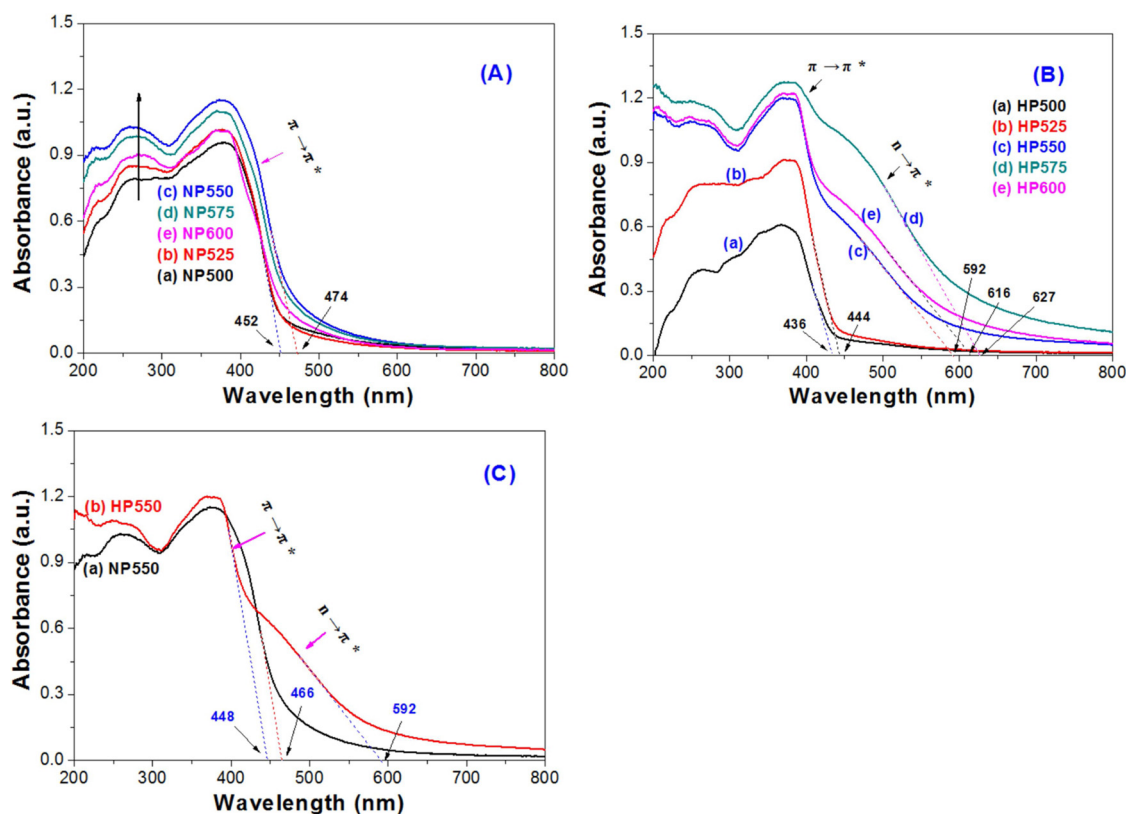 (A)
1.5
1.2
0.9
0.6
0.3
0.0
Absorbance (a.u.)
π → π *
(c) NP550
(d) NP575
(e) NP600
(b) NP525
(a) NP500
474
452
200 300 400 500 600 700 800
Wavelength (nm)
(B)
1.5
1.2
0.9
0.6
0.3
0.0
Absorbance (a.u.)
π → π *
(a) HP500
(b) HP525
(c) HP550
(d) HP575
(e) HP600
n → π *
(b)
(e)
(d)
(a)
(c)
592
616
627
436
444
200 300 400 500 600 700 800
Wavelength (nm)
(C)
1.5
1.2
0.9
0.6
0.3
0.0
Absorbance (a.u.)
(b) HP550
π → π *
(a) NP550
n → π *
448
466
592
200 300 400 500 600 700 800
Wavelength (nm)